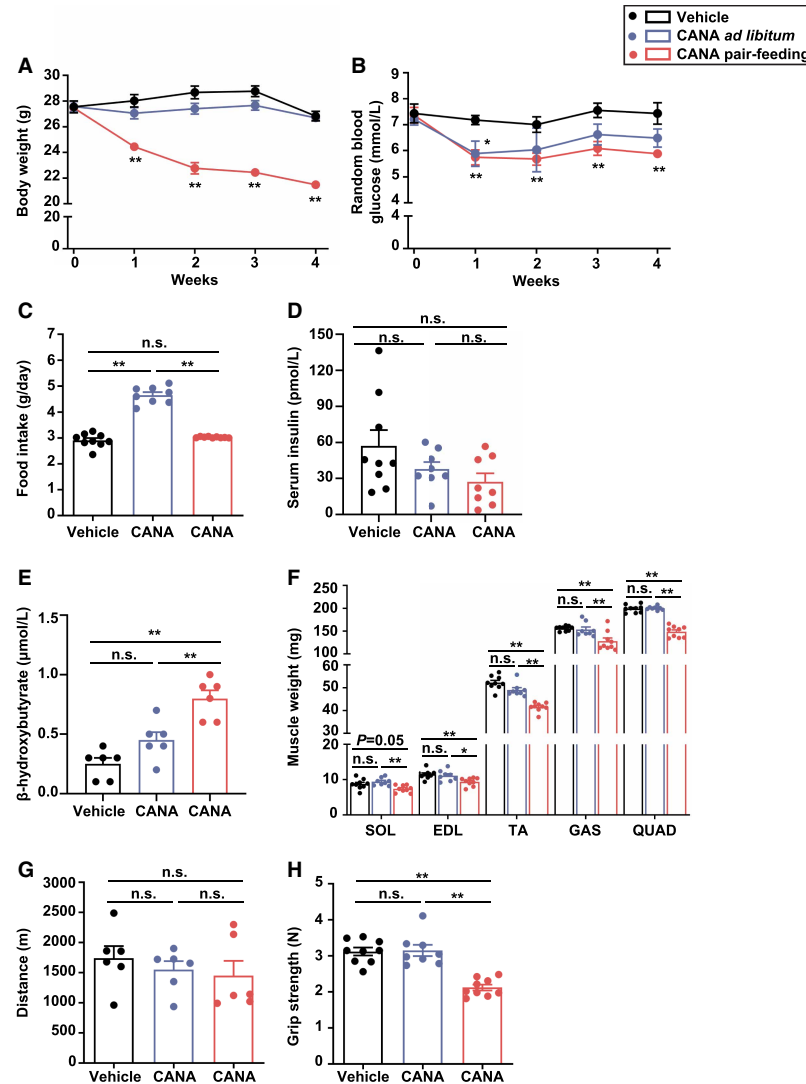 Vehicle
CANA ad libitum
CANA pair-feeding
A
Body weight (g)
30
28
26
24
22
20
20
0
0 1 2 3 4
Weeks
B
Random blood
glucose (mmol/L)
9
8
7
6
5
4
4
0
*
** ** ** **
0 1 2 3 4
Weeks
** ** ** **
C
Food intake (g/day)
7
6
5
4
3
2
1
0
n.s.
** **
Vehicle CANA CANA
D
Serum insulin (pmol/L)
150
120
90
60
30
0
n.s.
n.s. n.s.
Vehicle CANA CANA
E
β-hydroxybutyrate (μmol/L)
1.5
1.0
0.5
0.0
**
n.s. **
Vehicle CANA CANA
F
Muscle weight (mg)
250
200
150
100
60
50
40
30
20
10
0
P=0.05
n.s. **
**
n.s. *
**
n.s. **
**
n.s. **
**
n.s. **
SOL EDL TA GAS QUAD
G
Distance (m)
3000
2500
2000
1500
1000
500
0
n.s.
n.s. n.s.
Vehicle CANA CANA
H
Grip strength (N)
5
4
3
2
1
0
**
n.s. **
Vehicle CANA CANA